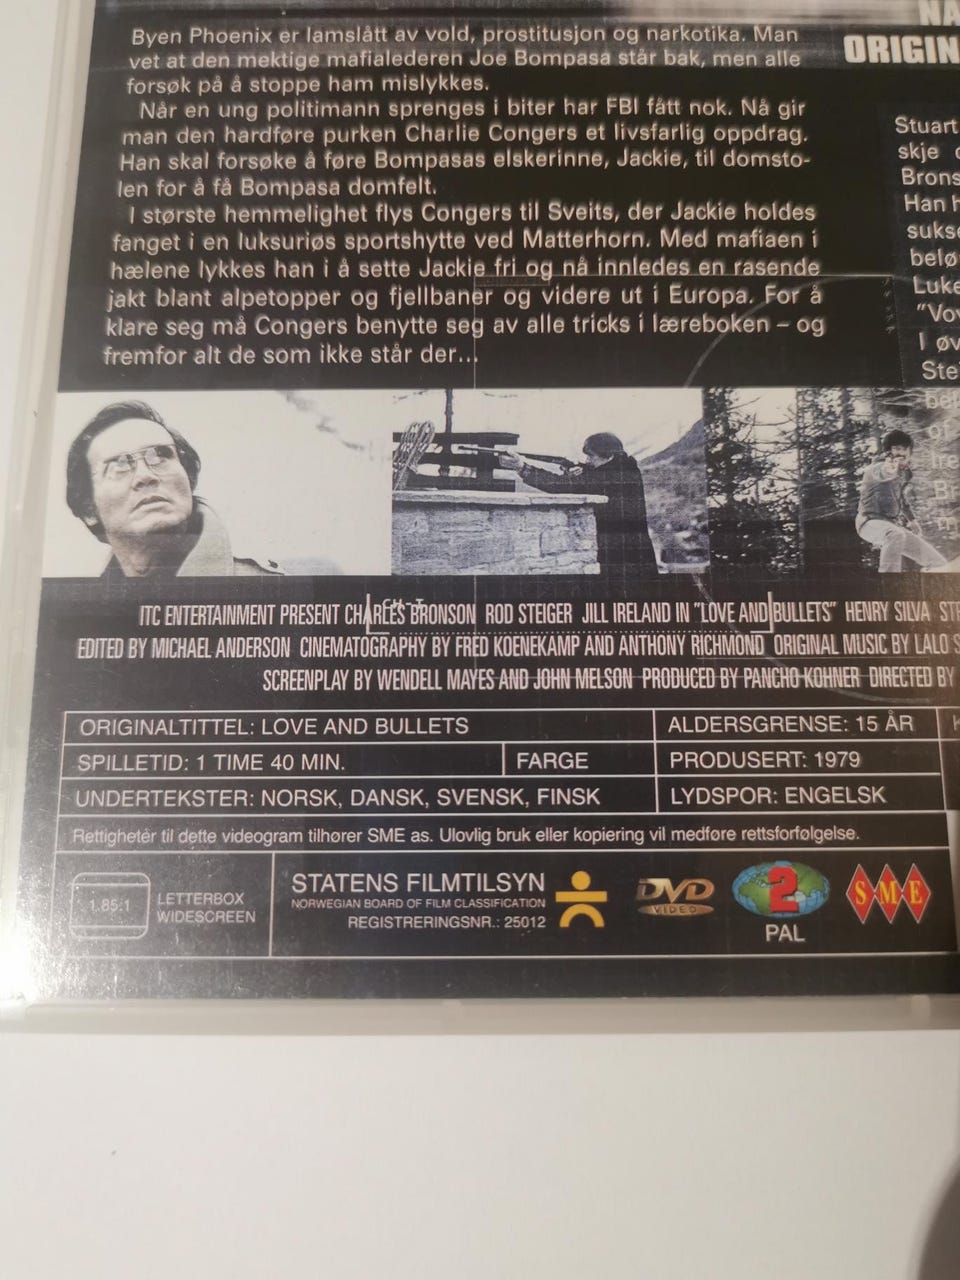 Byen Phoenix er lamslått av vold, prostitusjon og narkotika. Man
vet at den mektige mafialederen Joe Bompasa står bak, men alle
forsøk på å stoppe ham mislykkes.
Når en ung politimann sprenges i biter har FBI fått nok. Nå gir
man den hardføre purken Charlie Congers et livsfarlig oppdrag.
Han skal forsøke å føre Bompasas elskerinne, Jackie, til domsto-
len for å få Bompasa domfelt.
I største hemmelighet flys Congers til Sveits, der Jackie holdes
fanget i en luksuriøs sportshytte ved Matterhorn. Med mafiaen i
hælene lykkes han i å sette Jackie fri og nå innledes en rasende
jakt blant alpetopper og fjellbaner og videre ut i Europa. For å
klare seg må Congers benytte seg av alle tricks i læreboken – og
fremfor alt de som ikke står der...
NA
ORIGIN
Stuart
skje
Brons
Han h
sukse
belø
Luke
"Vov
I øv
Ste
ITC ENTERTAINMENT PRESENT CHARLES BRONSON ROD STEIGER JILL IRELAND IN "LOVE AND BULLETS" HENRY SILVA ST
EDITED BY MICHAEL ANDERSON CINEMATOGRAPHY BY FRED KOENEKAMP AND ANTHONY RICHMOND ORIGINAL MUSIC BY LALO S
SCREENPLAY BY WENDELL MAYES AND JOHN MELSON PRODUCED BY PANCHO KOHNER DIRECTED BY
ORIGINALTITTEL: LOVE AND BULLETS ALDERSGRENSE: 15 ÅR
SPILLETID: 1 TIME 40 MIN. FARGE PRODUSERT: 1979
UNDERTEKSTER: NORSK, DANSK, SVENSK, FINSK LYDSPOR: ENGELSK
Rettighetér til dette videogram tilhører SME as. Ulovlig bruk eller kopiering vil medføre rettsforfølgelse.
1.85:1
LETTERBOX
WIDESCREEN
STATENS FILMTILSYN
NORWEGIAN BOARD OF FILM CLASSIFICATION
REGISTRERINGSNR.: 25012
DVD
VIDEO
2
PAL
SME